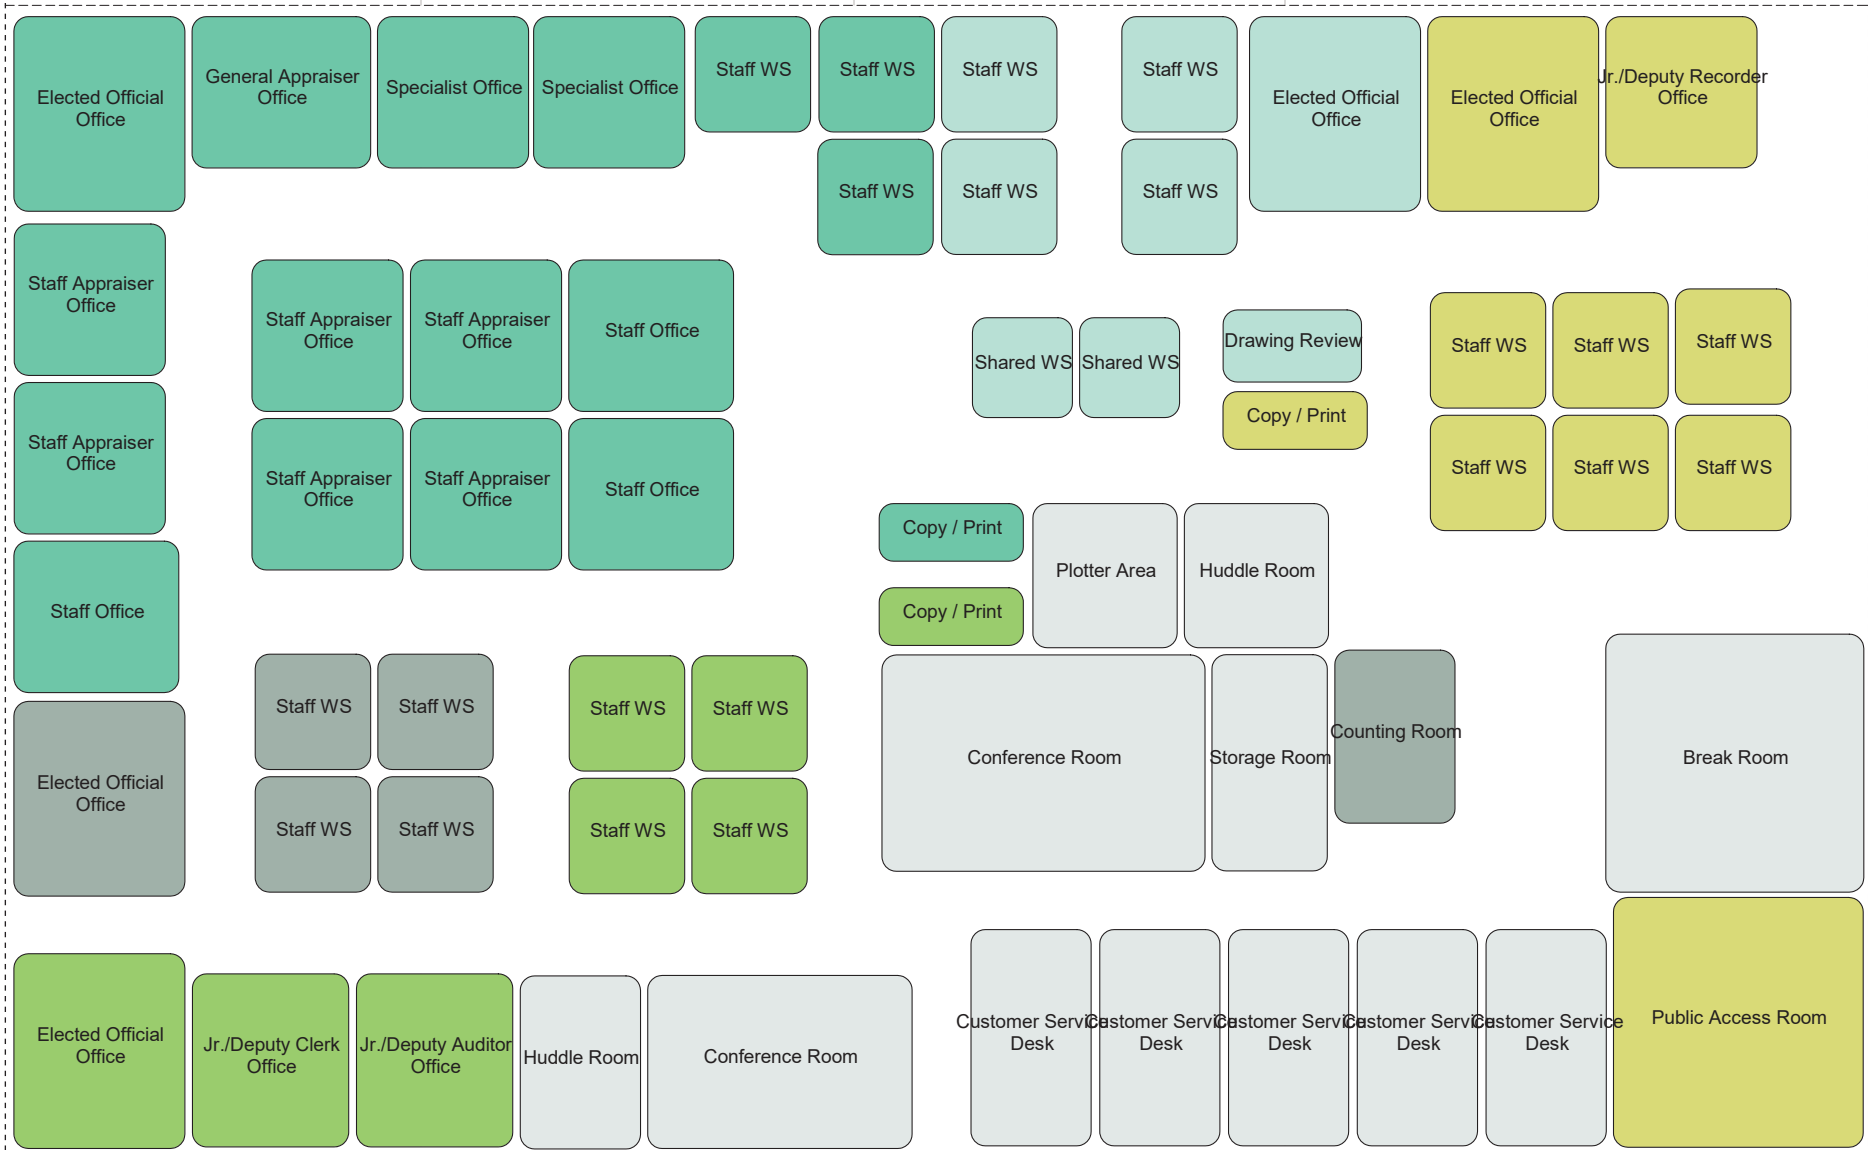 Elected Official
Office
General Appraiser
Office
Specialist Office
Specialist Office
Staff WS
Staff WS
Staff WS
Staff WS
Elected Official
Office
Elected Official
Office
Jr./Deputy Recorder
Office
Staff WS
Staff WS
Staff WS
Staff Appraiser
Office
Staff Appraiser
Office
Staff Appraiser
Office
Staff Office
Shared WS
Shared WS
Drawing Review
Copy / Print
Staff WS
Staff WS
Staff WS
Staff Appraiser
Office
Staff Appraiser
Office
Staff Appraiser
Office
Staff Office
Staff WS
Staff WS
Staff WS
Copy / Print
Plotter Area
Huddle Room
Staff Office
Copy / Print
Staff WS
Staff WS
Staff WS
Staff WS
Elected Official
Office
Conference Room
Storage Room
Counting Room
Break Room
Staff WS
Staff WS
Staff WS
Staff WS
Elected Official
Office
Jr./Deputy Clerk
Office
Jr./Deputy Auditor
Office
Huddle Room
Conference Room
Customer Service
Desk
Customer Service
Desk
Customer Service
Desk
Customer Service
Desk
Customer Service
Desk
Public Access Room